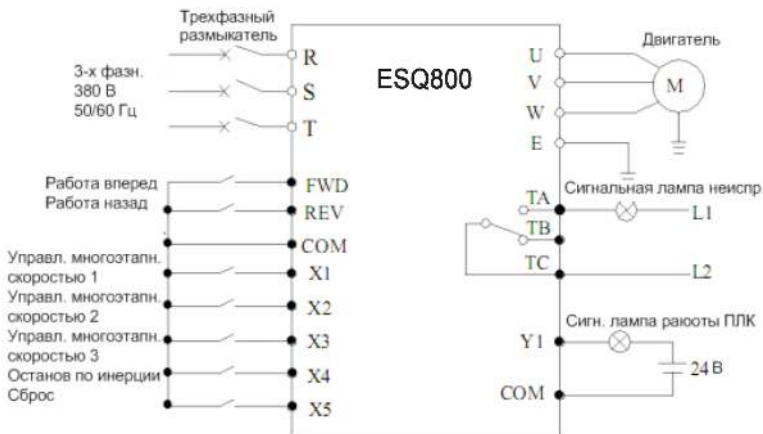 Трехфазный
размыкатель
3-х фазн.
380 В
50/60 Гц
R
S
T
ESQ800
U
V
W
E
Двигатель
M
Работа вперед
Работа назад
FWD
REV
COM
Управл. многоэтапн.
скоростью 1
X1
Управл. многоэтапн.
скоростью 2
X2
Управл. многоэтапн.
скоростью 3
X3
Останов по инерции
X4
Сброс
X5
Сигнальная лампа неиспр
TA
L1
TB
TC
L2
Сигн. лампа раюоты ПЛК
Y1
24 В
COM